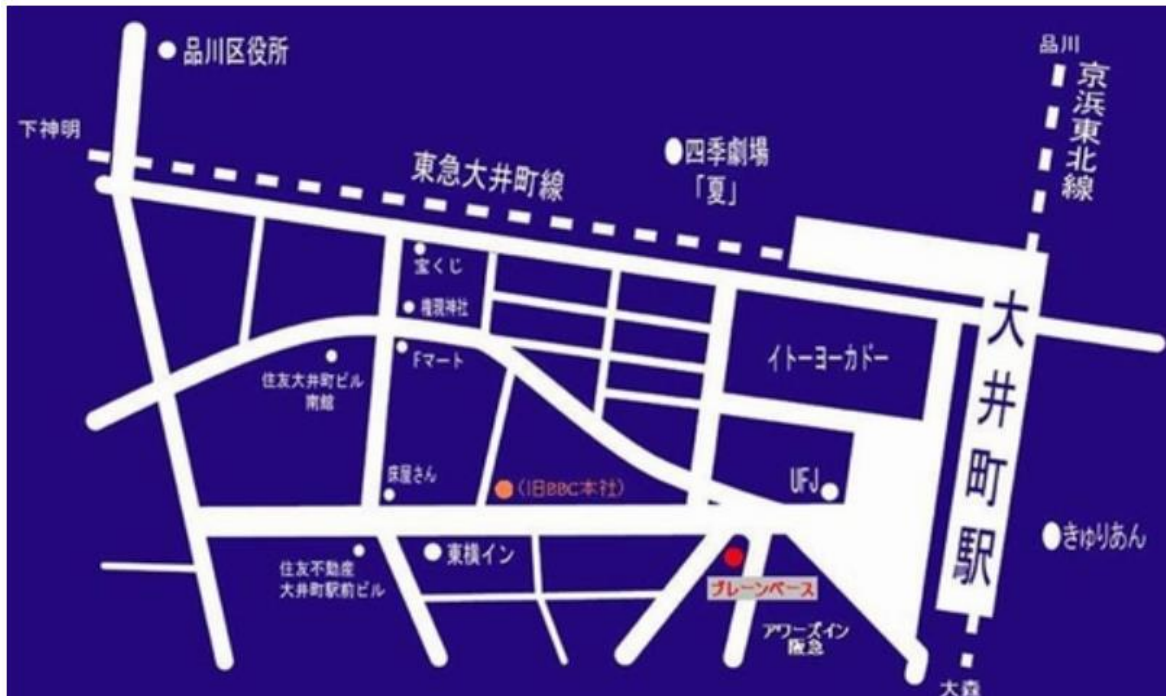 品川
品川区役所
京浜東北線
下神明
四季劇場
「夏」
東急大井町線
宝くじ
権現神社
大井町駅
Fマート
イトーヨーカドー
住友大井町ビル
南館
床屋さん
(旧BBC本社)
UFJ
きゅりあん
東横イン
住友不動産
大井町駅前ビル
ブレーンベース
アワーズイン
阪急
大森